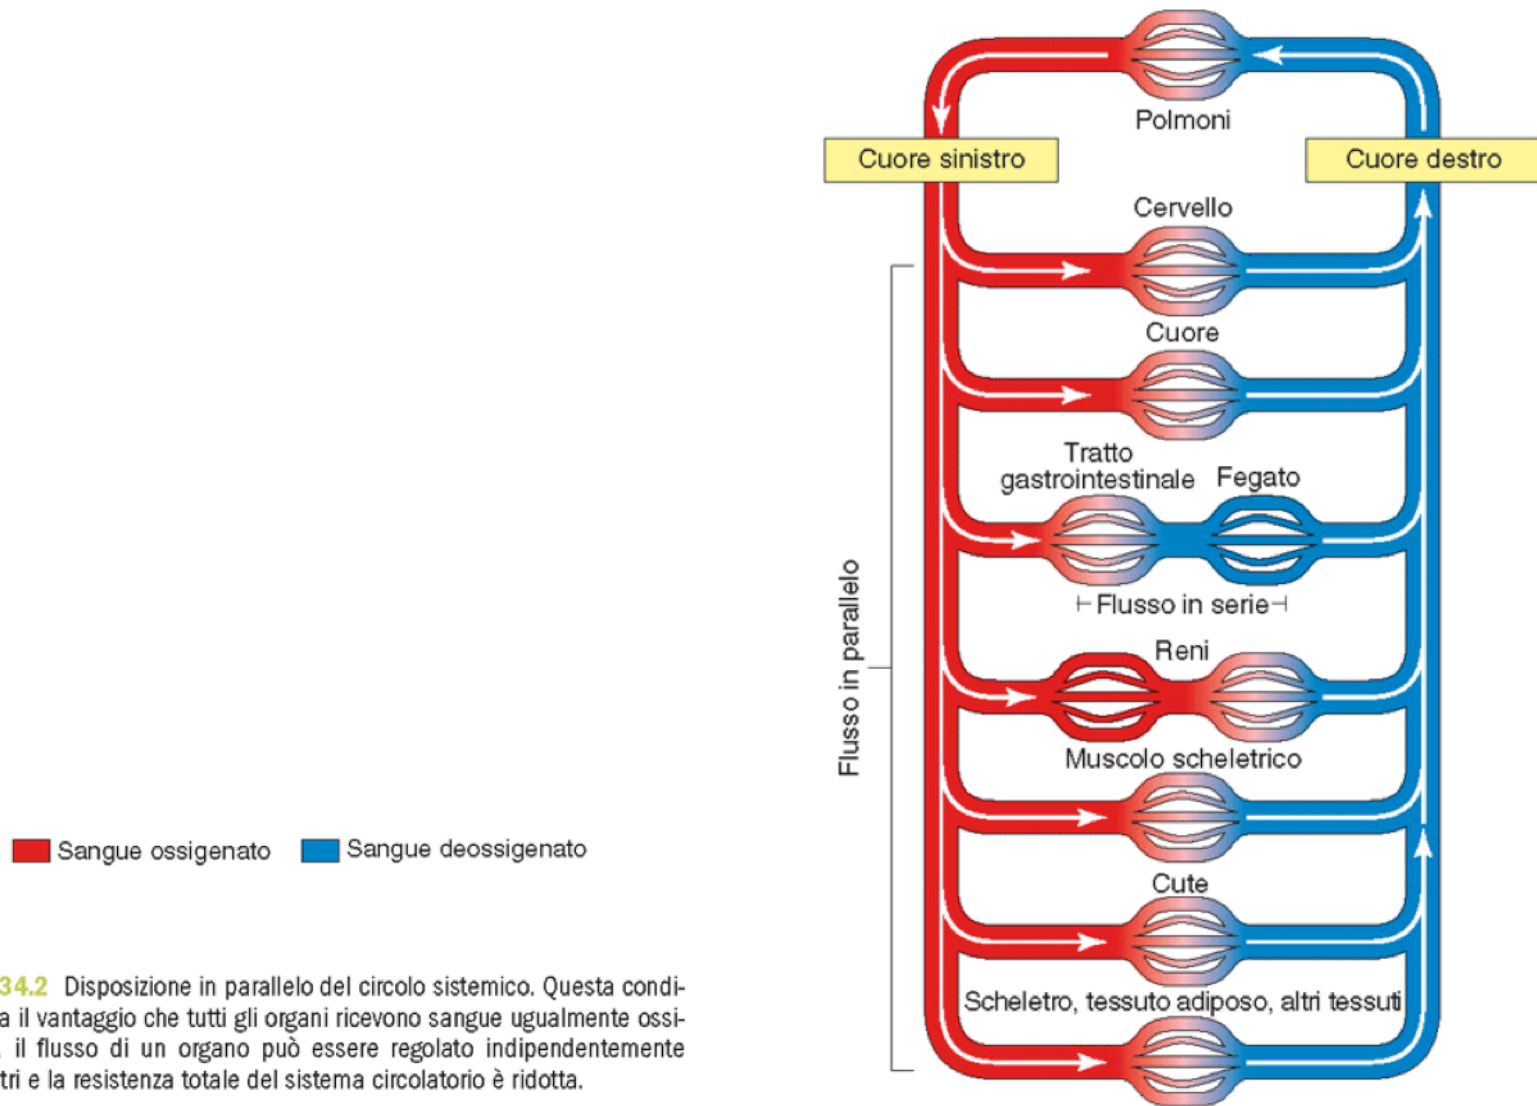 Polmoni
Cuore sinistro
Cuore destro
Cervello
Cuore
Tratto
gastrointestinale
Fegato
Flusso in serie
Flusso in parallelo
Reni
Muscolo scheletrico
Cute
Scheletro, tessuto adiposo, altri tessuti
Sangue ossigenato
Sangue deossigenato
34.2 Disposizione in parallelo del circolo sistemico. Questa condi-
a il vantaggio che tutti gli organi ricevono sangue ugualmente ossi-
il flusso di un organo può essere regolato indipendentemente
tri e la resistenza totale del sistema circolatorio è ridotta.